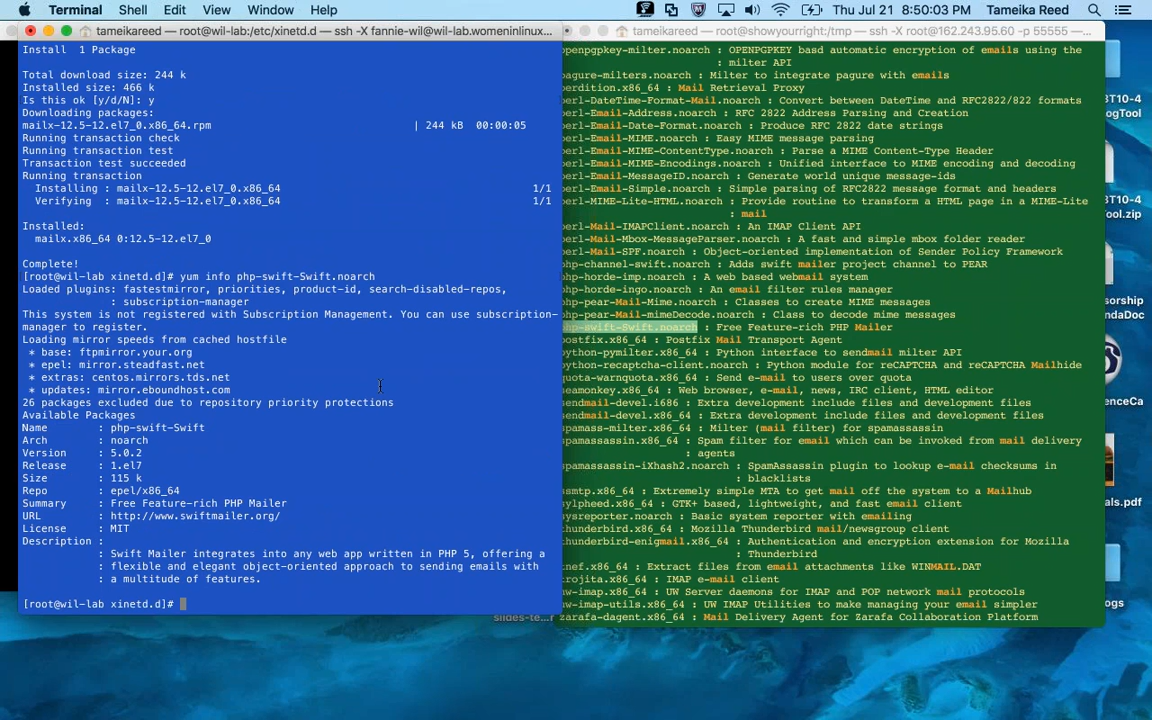 Terminal Shell Edit View Window Help
Thu Jul 21 8:50:03 PM Tameika Reed
tameikareed — root@wil-lab:/etc/xinetd.d — ssh -X fannie-wil@wil-lab.womeninlinux...
Install 1 Package
Total download size: 244 k
Installed size: 466 k
Is this ok [y/d/N]: y
Downloading packages:
mailx-12.5-12.el7_0.x86_64.rpm | 244 kB 00:00:05
Running transaction check
Running transaction test
Transaction test succeeded
Running transaction
Installing : mailx-12.5-12.el7_0.x86_64 1/1
Verifying : mailx-12.5-12.el7_0.x86_64 1/1
Installed:
mailx.x86_64 0:12.5-12.el7_0
Complete!
[root@wil-lab xinetd.d]# yum info php-swift-Swift.noarch
Loaded plugins: fastestmirror, priorities, product-id, search-disabled-repos,
: subscription-manager
This system is not registered with Subscription Management. You can use subscription-
manager to register.
Loading mirror speeds from cached hostfile
* base: ftpmirror.your.org
* epel: mirror.steadfast.net
* extras: centos.mirrors.tds.net
* updates: mirror.eboundhost.com
26 packages excluded due to repository priority protections
Available Packages
Name : php-swift-Swift
Arch : noarch
Version : 5.0.2
Release : 1.el7
Size : 115 k
Repo : epel/x86_64
Summary : Free Feature-rich PHP Mailer
URL : http://www.swiftmailer.org/
License : MIT
Description :
: Swift Mailer integrates into any web app written in PHP 5, offering a
: flexible and elegant object-oriented approach to sending emails with
: a multitude of features.
[root@wil-lab xinetd.d]#
tameikareed — root@showyourright:/tmp — ssh -X root@162.243.95.60 -p 55555 —...
openpgpkey-milter.noarch : OPENPGPKEY basd automatic encryption of emails using the
: milter API
pagure-milters.noarch : Milter to integrate pagure with emails
perdition.x86_64 : Mail Retrieval Proxy
perl-DateTime-Format-Mail.noarch : Convert between DateTime and RFC2822/822 formats
perl-Email-Address.noarch : RFC 2822 Address Parsing and Creation
perl-Email-Date-Format.noarch : Produce RFC 2822 date strings
perl-Email-MIME.noarch : Easy MIME message parsing
perl-Email-MIME-ContentType.noarch : Parse a MIME Content-Type Header
perl-Email-MIME-Encodings.noarch : Unified interface to MIME encoding and decoding
perl-Email-MessageID.noarch : Generate world unique message-ids
perl-Email-Simple.noarch : Simple parsing of RFC2822 message format and headers
perl-MIME-Lite-HTML.noarch : Provide routine to transform a HTML page in a MIME-Lite
: mail
perl-Mail-IMAPClient.noarch : An IMAP Client API
perl-Mail-Mbox-MessageParser.noarch : A fast and simple mbox folder reader
perl-Mail-SPF.noarch : Object-oriented implementation of Sender Policy Framework
php-channel-swift.noarch : Adds swift mailer project channel to PEAR
php-horde-imp.noarch : A web based webmail system
php-horde-ingo.noarch : An email filter rules manager
php-pear-Mail-Mime.noarch : Classes to create MIME messages
php-pear-Mail-mimeDecode.noarch : Class to decode mime messages
php-swift-Swift.noarch : Free Feature-rich PHP Mailer
postfix.x86_64 : Postfix Mail Transport Agent
python-pymilter.x86_64 : Python interface to sendmail milter API
python-recaptcha-client.noarch : Python module for reCAPTCHA and reCAPTCHA Mailhide
quota-warnquota.x86_64 : Send e-mail to users over quota
seamonkey.x86_64 : Web browser, e-mail, news, IRC client, HTML editor
sendmail-devel.i686 : Extra development include files and development files
sendmail-devel.x86_64 : Extra development include files and development files
spamass-milter.x86_64 : Milter (mail filter) for spamassassin
spamassassin.x86_64 : Spam filter for email which can be invoked from mail delivery
: agents
spamassassin-iXhash2.noarch : SpamAssassin plugin to lookup e-mail checksums in
: blacklists
ssmtp.x86_64 : Extremely simple MTA to get mail off the system to a Mailhub
sylpheed.x86_64 : GTK+ based, lightweight, and fast email client
sysreporter.noarch : Basic system reporter with emailing
thunderbird.x86_64 : Mozilla Thunderbird mail/newsgroup client
thunderbird-enigmail.x86_64 : Authentication and encryption extension for Mozilla
: Thunderbird
tnef.x86_64 : Extract files from email attachments like WINMAIL.DAT
trojita.x86_64 : IMAP e-mail client
uw-imap.x86_64 : UW Server daemons for IMAP and POP network mail protocols
uw-imap-utils.x86_64 : UW IMAP Utilities to make managing your email simpler
zarafa-dagent.x86_64 : Mail Delivery Agent for Zarafa Collaboration Platform
BT10-4
ogTool
BT10-4
ool.zip
nsorship
ndaDoc
enceCa
als.pdf
ogs
slides-te...